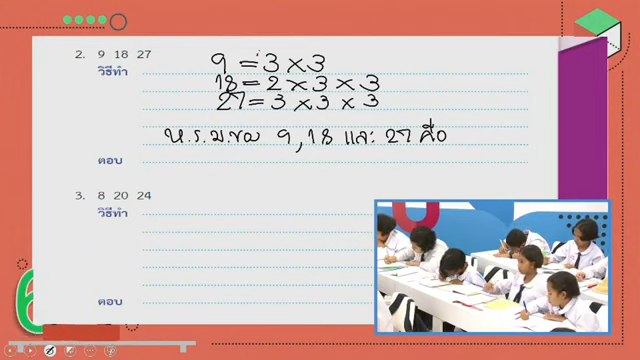 2. 9 18 27
วิธีทำ
9 = 3 × 3
18 = 2 × 3 × 3
27 = 3 × 3 × 3
ห.ร.ม.ของ 9, 18 และ 27 คือ
ตอบ
3. 8 20 24
วิธีทำ
ตอบ